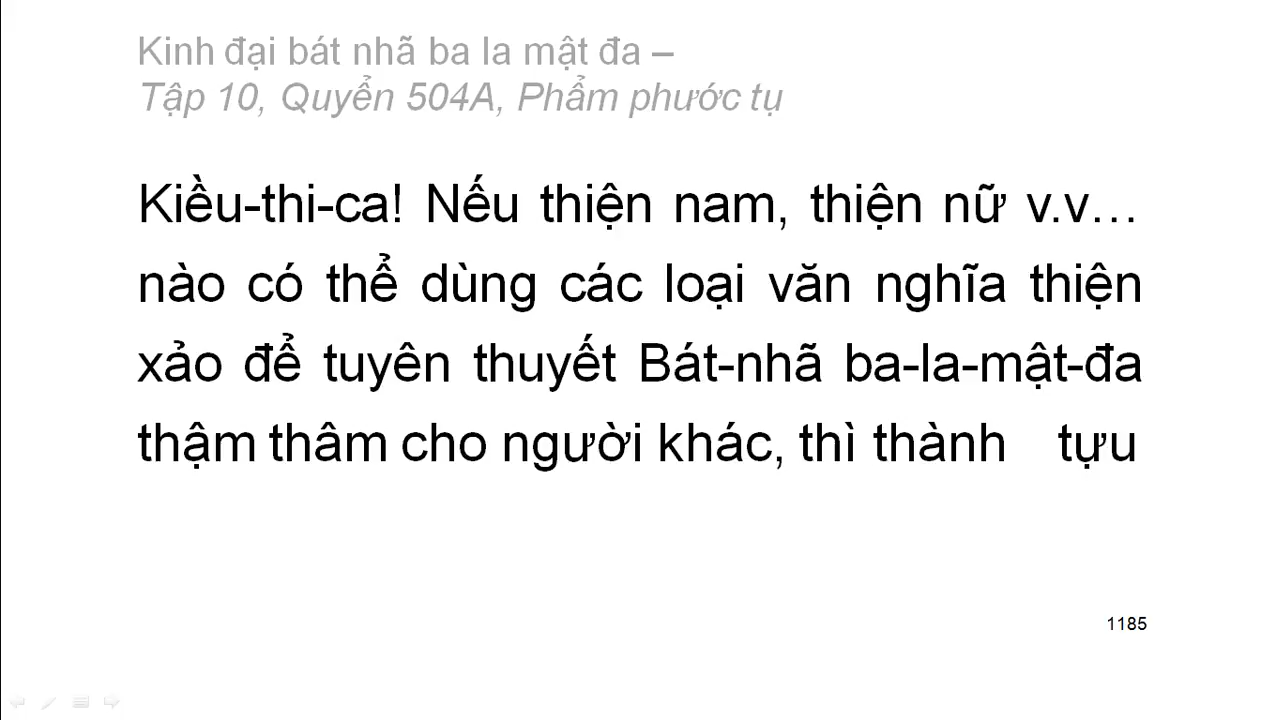 Kinh đại bát nhã ba la mật đa –
Tập 10, Quyển 504A, Phẩm phước tụ
Kiều-thi-ca! Nếu thiện nam, thiện nữ v.v…
nào có thể dùng các loại văn nghĩa thiện
xảo để tuyên thuyết Bát-nhã ba-la-mật-đa
thậm thâm cho người khác, thì thành tựu
1185